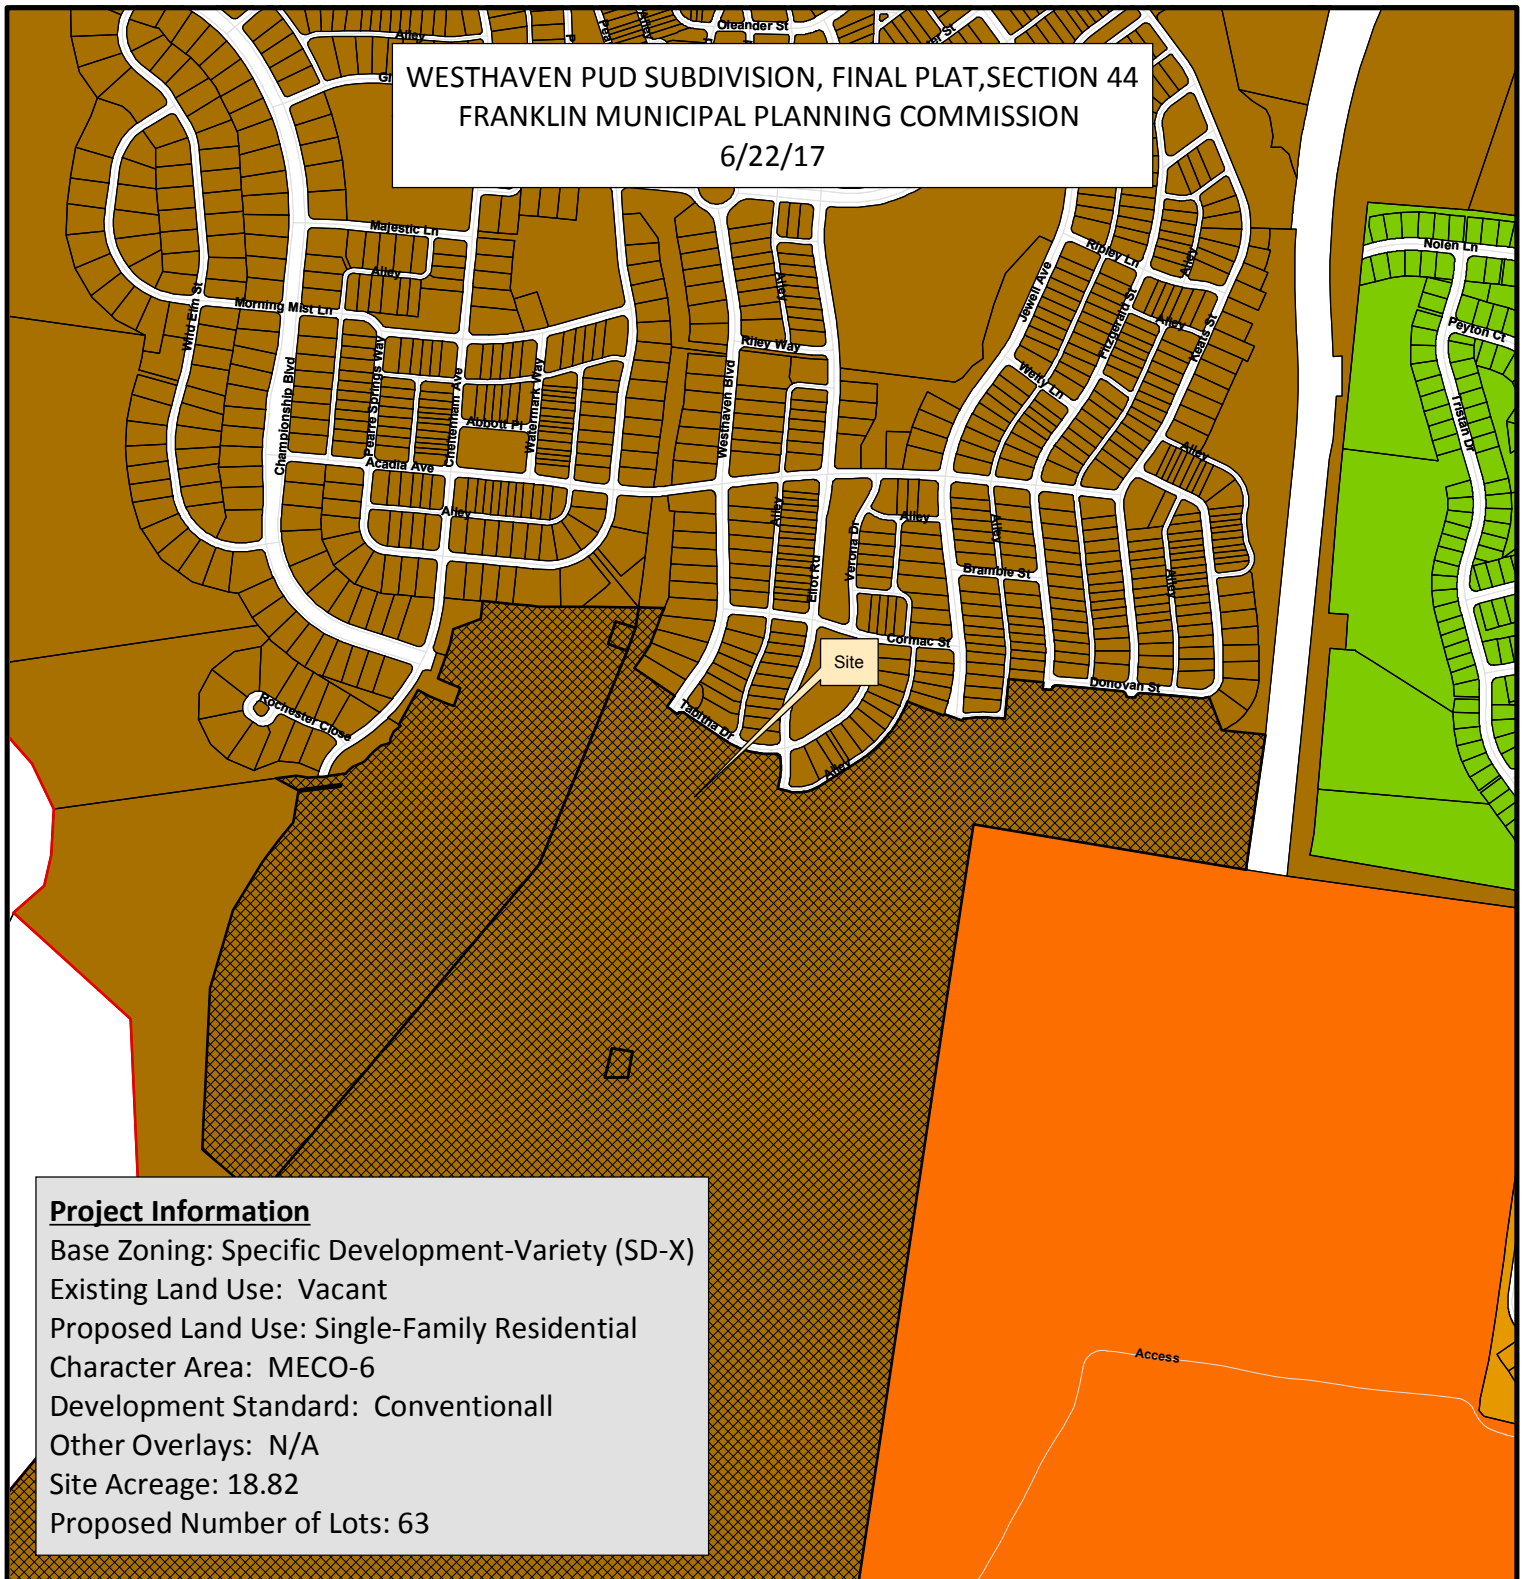 Oleander St
Alley
WESTHAVEN PUD SUBDIVISION, FINAL PLAT,SECTION 44
FRANKLIN MUNICIPAL PLANNING COMMISSION
6/22/17
Majestic Ln
Alley
Nolen Ln
Ripley Ln
Alley
Alley
Jewell Ave
Wild Elm St
Morning Mist Ln
Fitzgerald St
Alley
Keats St
Peyton Ct
Riley Way
Pearre Springs Way
Championship Blvd
Cheltenham Ave
Watermark Way
Westhaven Blvd
Welty Ln
Tristan Dr
Abbott Pl
Acadia Ave
Alley
Alley
Alley
Alley
Alley
Eliot Rd
Verona Dr
Bramble St
Alley
Cormac St
Site
Donovan St
Rochester Close
Tabitha Dr
Alley
Project Information
Base Zoning: Specific Development-Variety (SD-X)
Existing Land Use: Vacant
Proposed Land Use: Single-Family Residential
Character Area: MECO-6
Development Standard: Conventionall
Other Overlays: N/A
Site Acreage: 18.82
Proposed Number of Lots: 63
Access